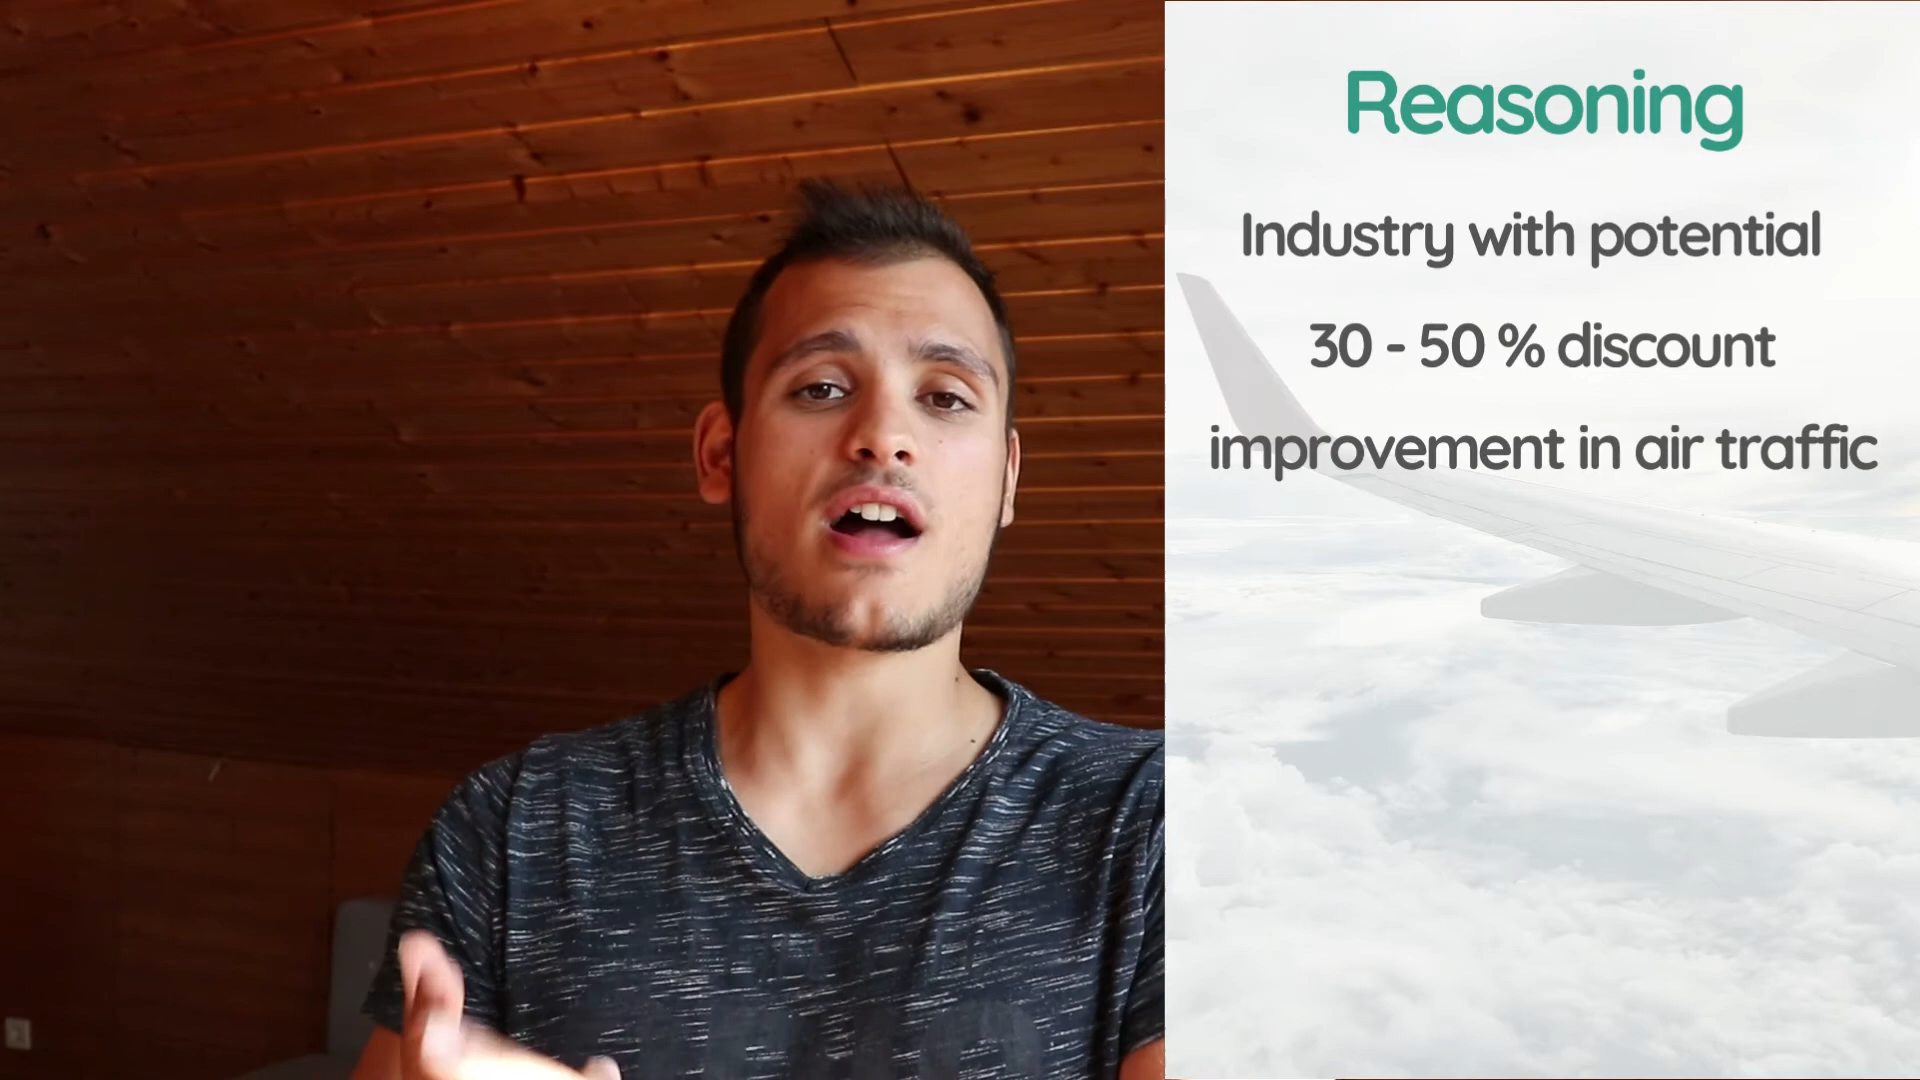 Reasoning
Industry with potential
30 - 50 % discount
improvement in air traffic